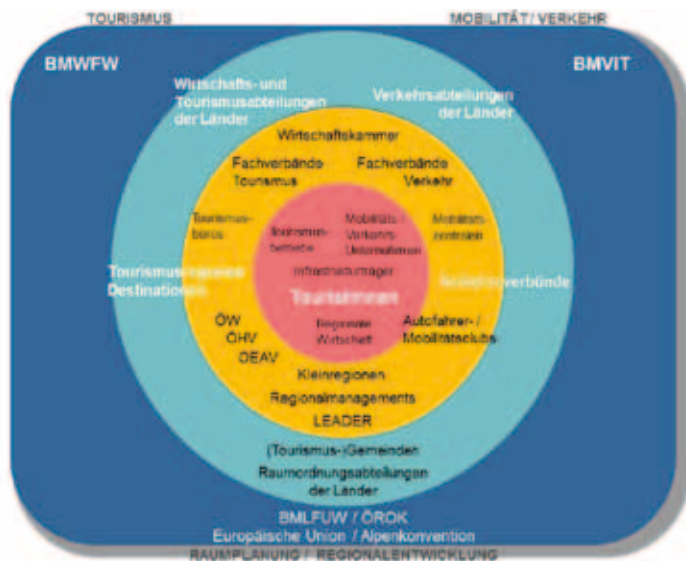 TOURISMUS
MOBILITÄT / VERKEHR
BMWFW
BMVIT
Wirtschafts- und
Tourismusabteilungen
der Länder
Verkehrsabteilungen
der Länder
Wirtschaftskammer
Fachverbände
Tourismus
Fachverbände
Verkehr
Tourismus-
büros
Tourismus-
betriebe
Mobilitäts- /
Verkehrs-
Unternehmen
Mobilitäts-
zentralen
Infrastrukturträger
Destinationen
TouristInnen
verbünde
Regionale
Wirtschaft
ÖW
ÖHV
OEAV
Autofahrer- /
Mobilitätsclubs
Kleinregionen
Regionalmanagements
LEADER
(Tourismus-)Gemeinden
Raumordnungsabteilungen
der Länder
BMLFUW / ÖROK
Europäische Union / Alpenkonvention
RAUMPLANUNG / REGIONALENTWICKLUNG